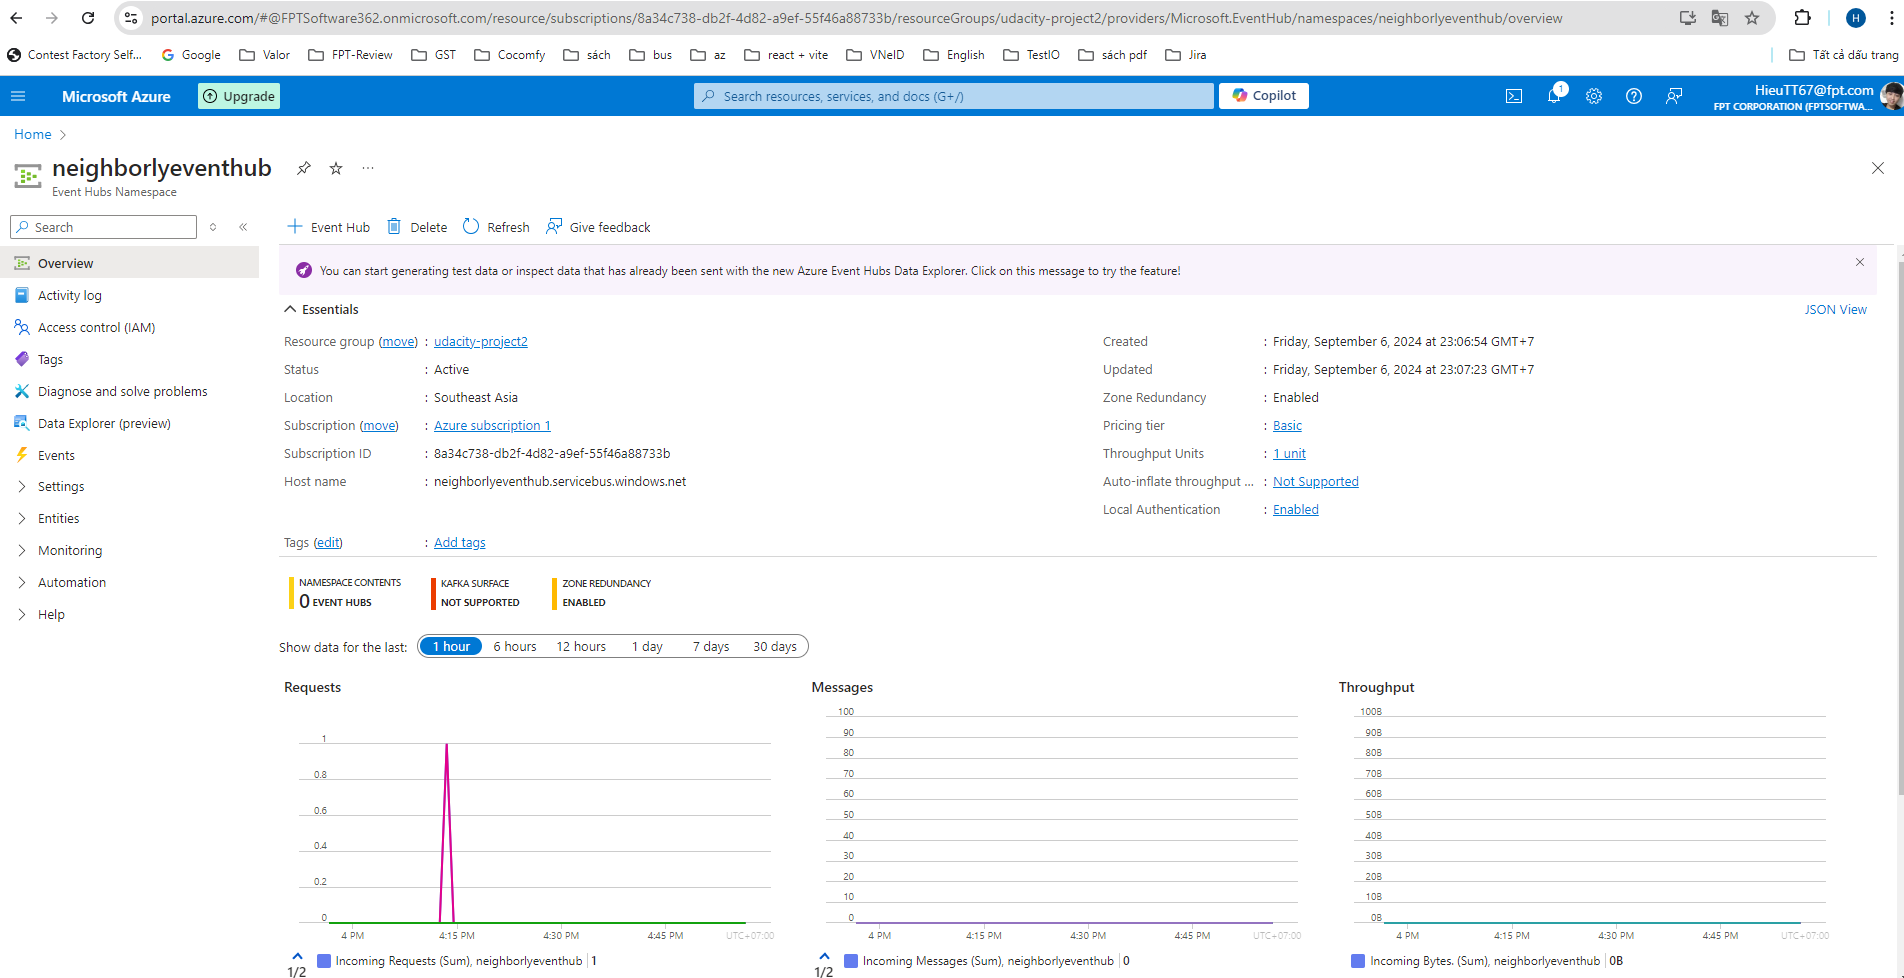 portal.azure.com/#@FPTSoftware362.onmicrosoft.com/resource/subscriptions/8a34c738-db2f-4d82-a9ef-55f46a88733b/resourceGroups/udacity-project2/providers/Microsoft.EventHub/namespaces/neighborlyeventhub/overview
H
Contest Factory Self... Google Valor FPT-Review GST Cocomfy sách bus az react + vite VNeID English TestIO sách pdf Jira Tất cả dấu trang
Microsoft Azure Upgrade Search resources, services, and docs (G+/) Copilot 1 HieuTT67@fpt.com
FPT CORPORATION (FPTSOFTWA...
Home >
neighborlyeventhub ...
Event Hubs Namespace
Search «
Event Hub Delete Refresh Give feedback
Overview
Activity log
Access control (IAM)
Tags
Diagnose and solve problems
Data Explorer (preview)
Events
Settings
Entities
Monitoring
Automation
Help
You can start generating test data or inspect data that has already been sent with the new Azure Event Hubs Data Explorer. Click on this message to try the feature!
Essentials JSON View
Resource group (move) : udacity-project2
Status : Active
Location : Southeast Asia
Subscription (move) : Azure subscription 1
Subscription ID : 8a34c738-db2f-4d82-a9ef-55f46a88733b
Host name : neighborlyeventhub.servicebus.windows.net
Created : Friday, September 6, 2024 at 23:06:54 GMT+7
Updated : Friday, September 6, 2024 at 23:07:23 GMT+7
Zone Redundancy : Enabled
Pricing tier : Basic
Throughput Units : 1 unit
Auto-inflate throughput ... : Not Supported
Local Authentication : Enabled
Tags (edit) : Add tags
NAMESPACE CONTENTS
0 EVENT HUBS
KAFKA SURFACE
NOT SUPPORTED
ZONE REDUNDANCY
ENABLED
Show data for the last: 1 hour 6 hours 12 hours 1 day 7 days 30 days
Requests
1
0.8
0.6
0.4
0.2
0
4 PM 4:15 PM 4:30 PM 4:45 PM UTC+07:00
1/2 Incoming Requests (Sum), neighborlyeventhub 1
Messages
100
90
80
70
60
50
40
30
20
10
0
4 PM 4:15 PM 4:30 PM 4:45 PM UTC+07:00
1/2 Incoming Messages (Sum), neighborlyeventhub 0
Throughput
100B
90B
80B
70B
60B
50B
40B
30B
20B
10B
0B
4 PM 4:15 PM 4:30 PM 4:45 PM UTC+07:00
Incoming Bytes. (Sum), neighborlyeventhub 0B